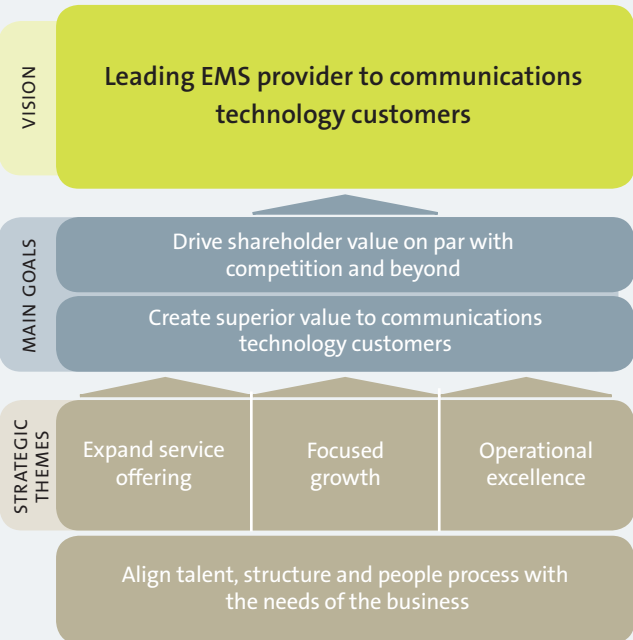 VISION
Leading EMS provider to communications
technology customers
MAIN GOALS
Drive shareholder value on par with
competition and beyond
Create superior value to communications
technology customers
STRATEGIC
THEMES
Expand service
offering
Focused
growth
Operational
excellence
Align talent, structure and people process with
the needs of the business